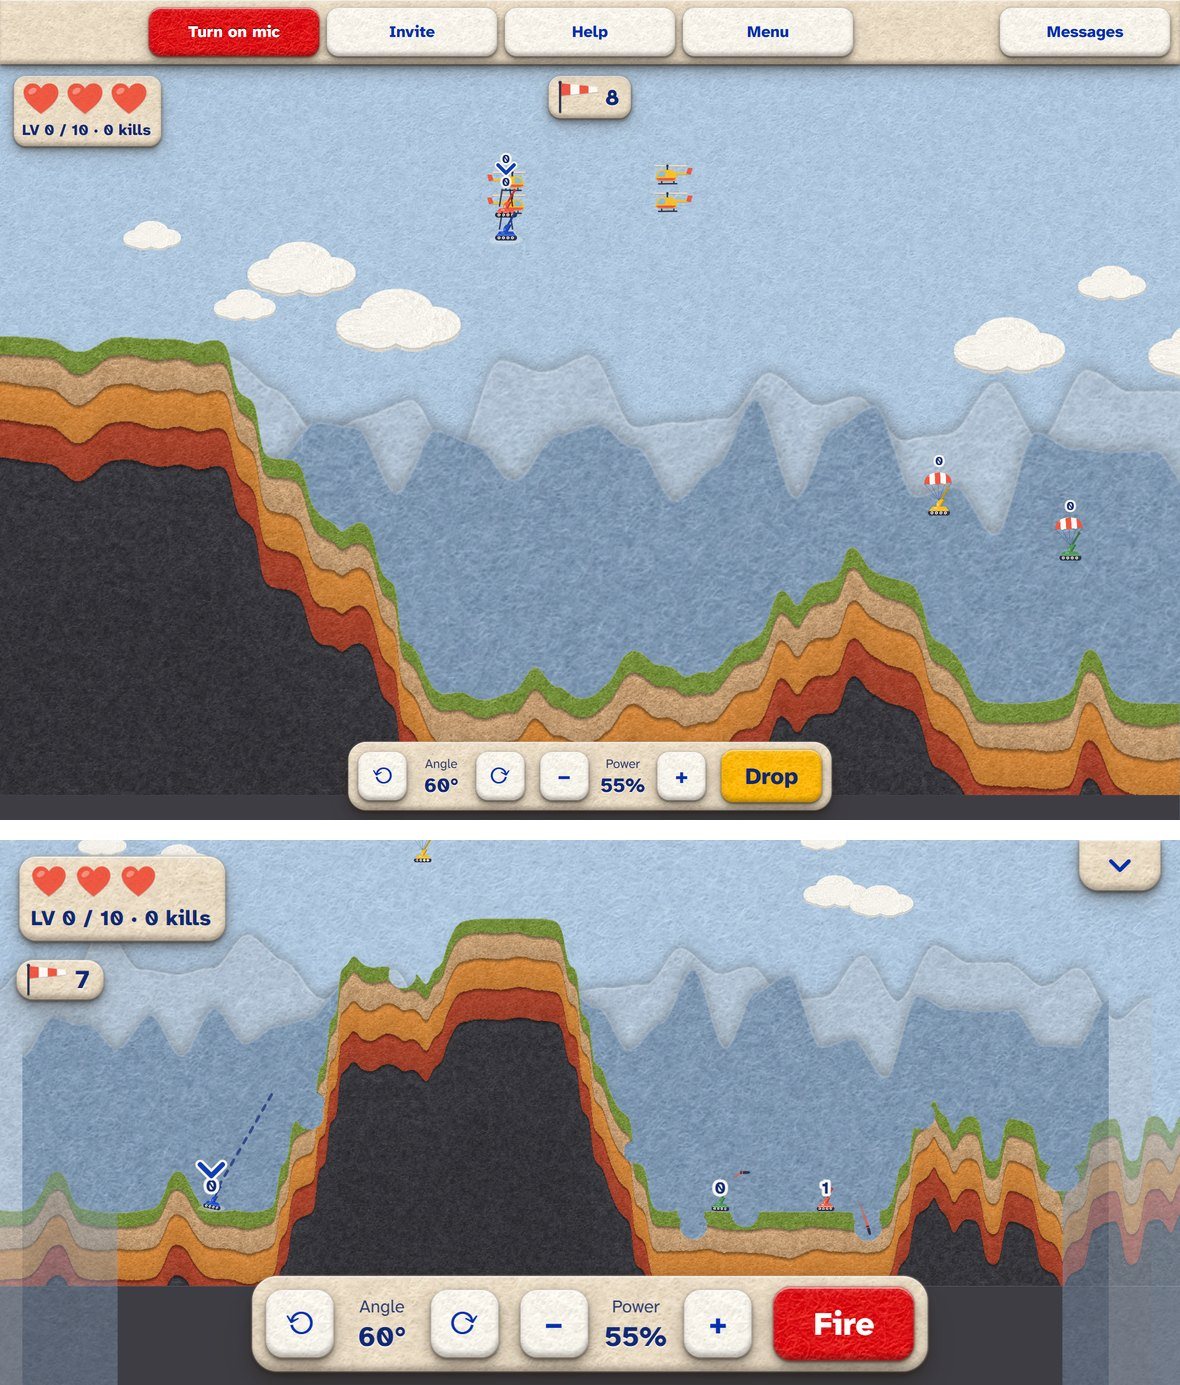 Turn on mic
Invite
Help
Menu
Messages
LV 0 / 10 · 0 kills
8
0
0
0
0
Angle
60°
Power
55%
Drop
LV 0 / 10 · 0 kills
7
0
0
1
Angle
60°
Power
55%
Fire